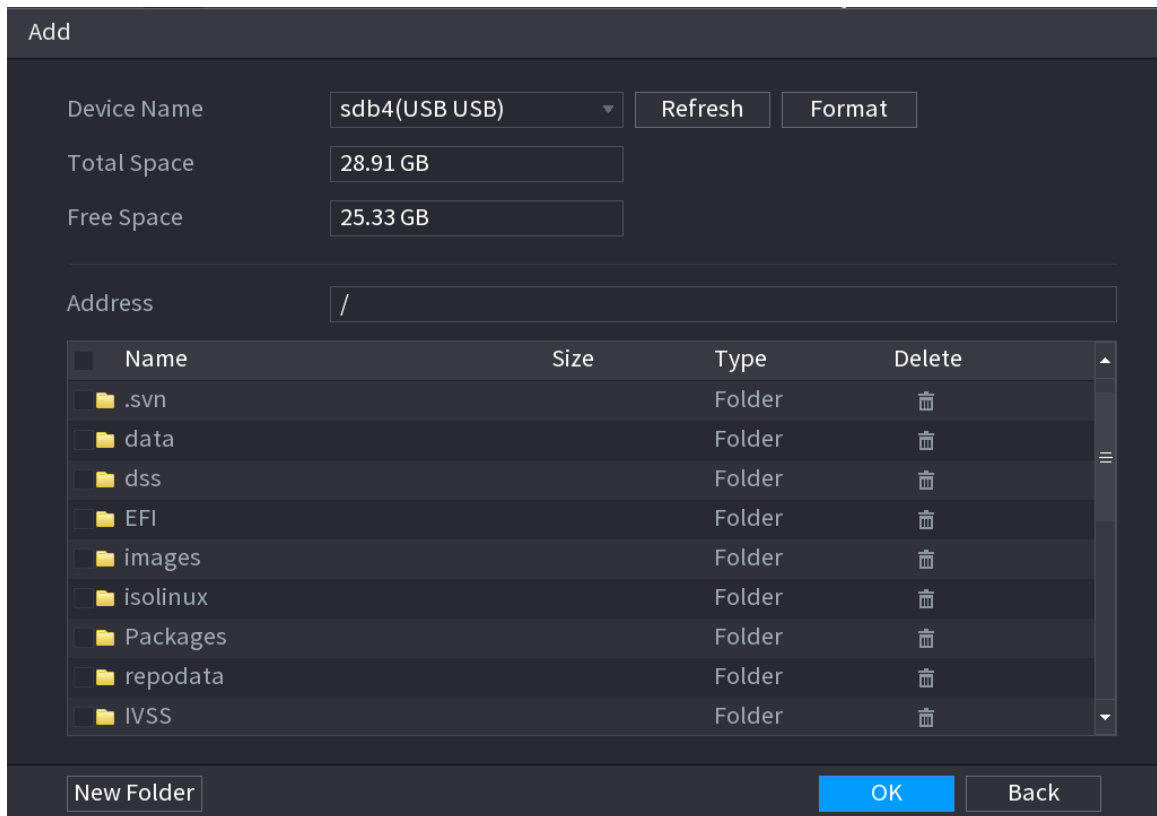 Add
Device Name sdb4(USB USB) Refresh Format
Total Space 28.91 GB
Free Space 25.33 GB
Address /
Name Size Type Delete
.svn Folder
data Folder
dss Folder
EFI Folder
images Folder
isolinux Folder
Packages Folder
repodata Folder
IVSS Folder
New Folder OK Back